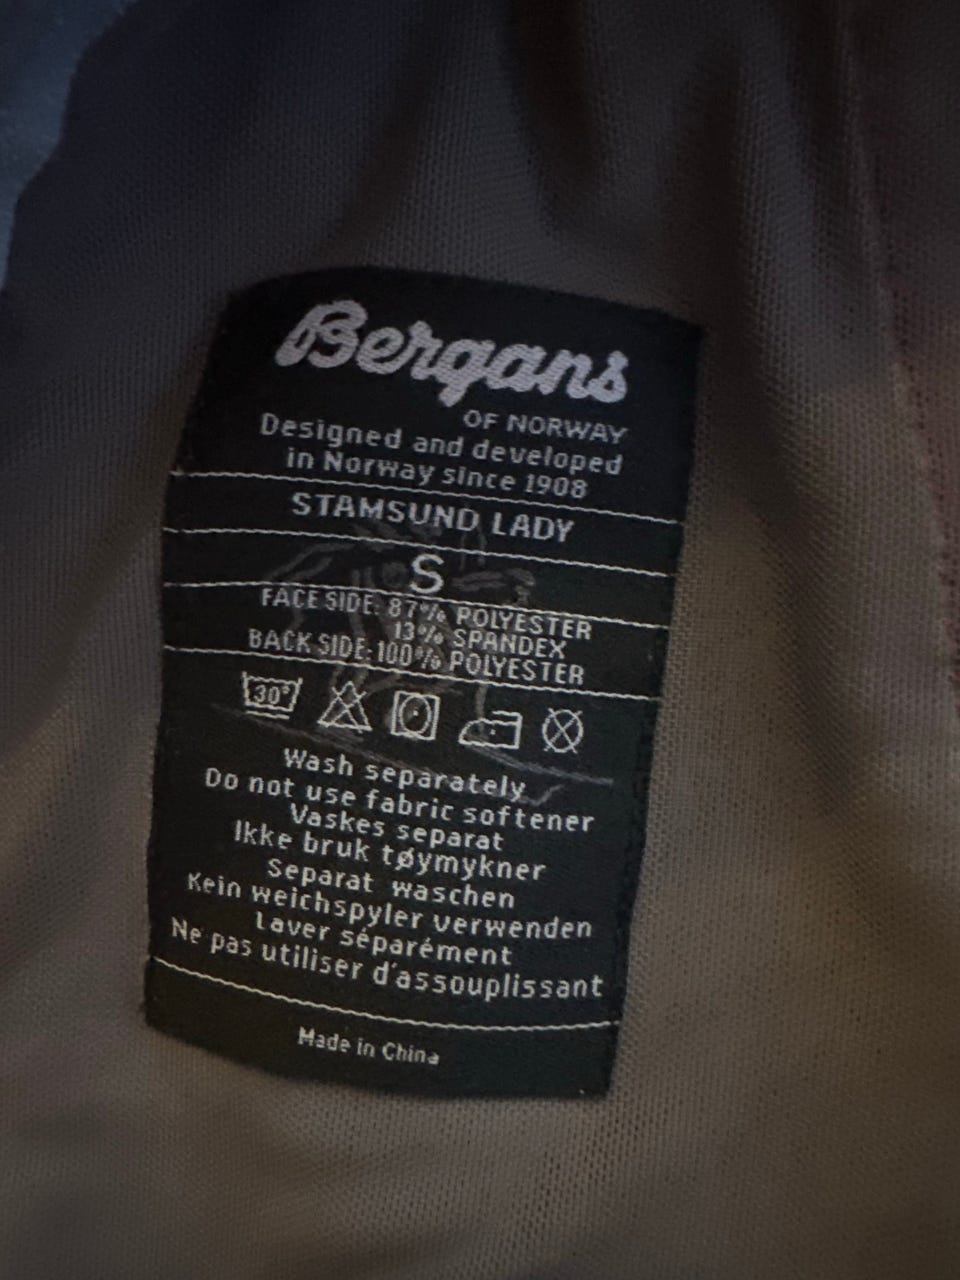 Bergans
OF NORWAY
Designed and developed
in Norway since 1908
STAMSUND LADY
S
FACE SIDE: 87% POLYESTER
13% SPANDEX
BACK SIDE: 100% POLYESTER
30°
Wash separately
Do not use fabric softener
Vaskes separat
Ikke bruk tøymykner
Separat waschen
Kein weichspyler verwenden
Laver séparément
Ne pas utiliser d'assouplissant
Made in China